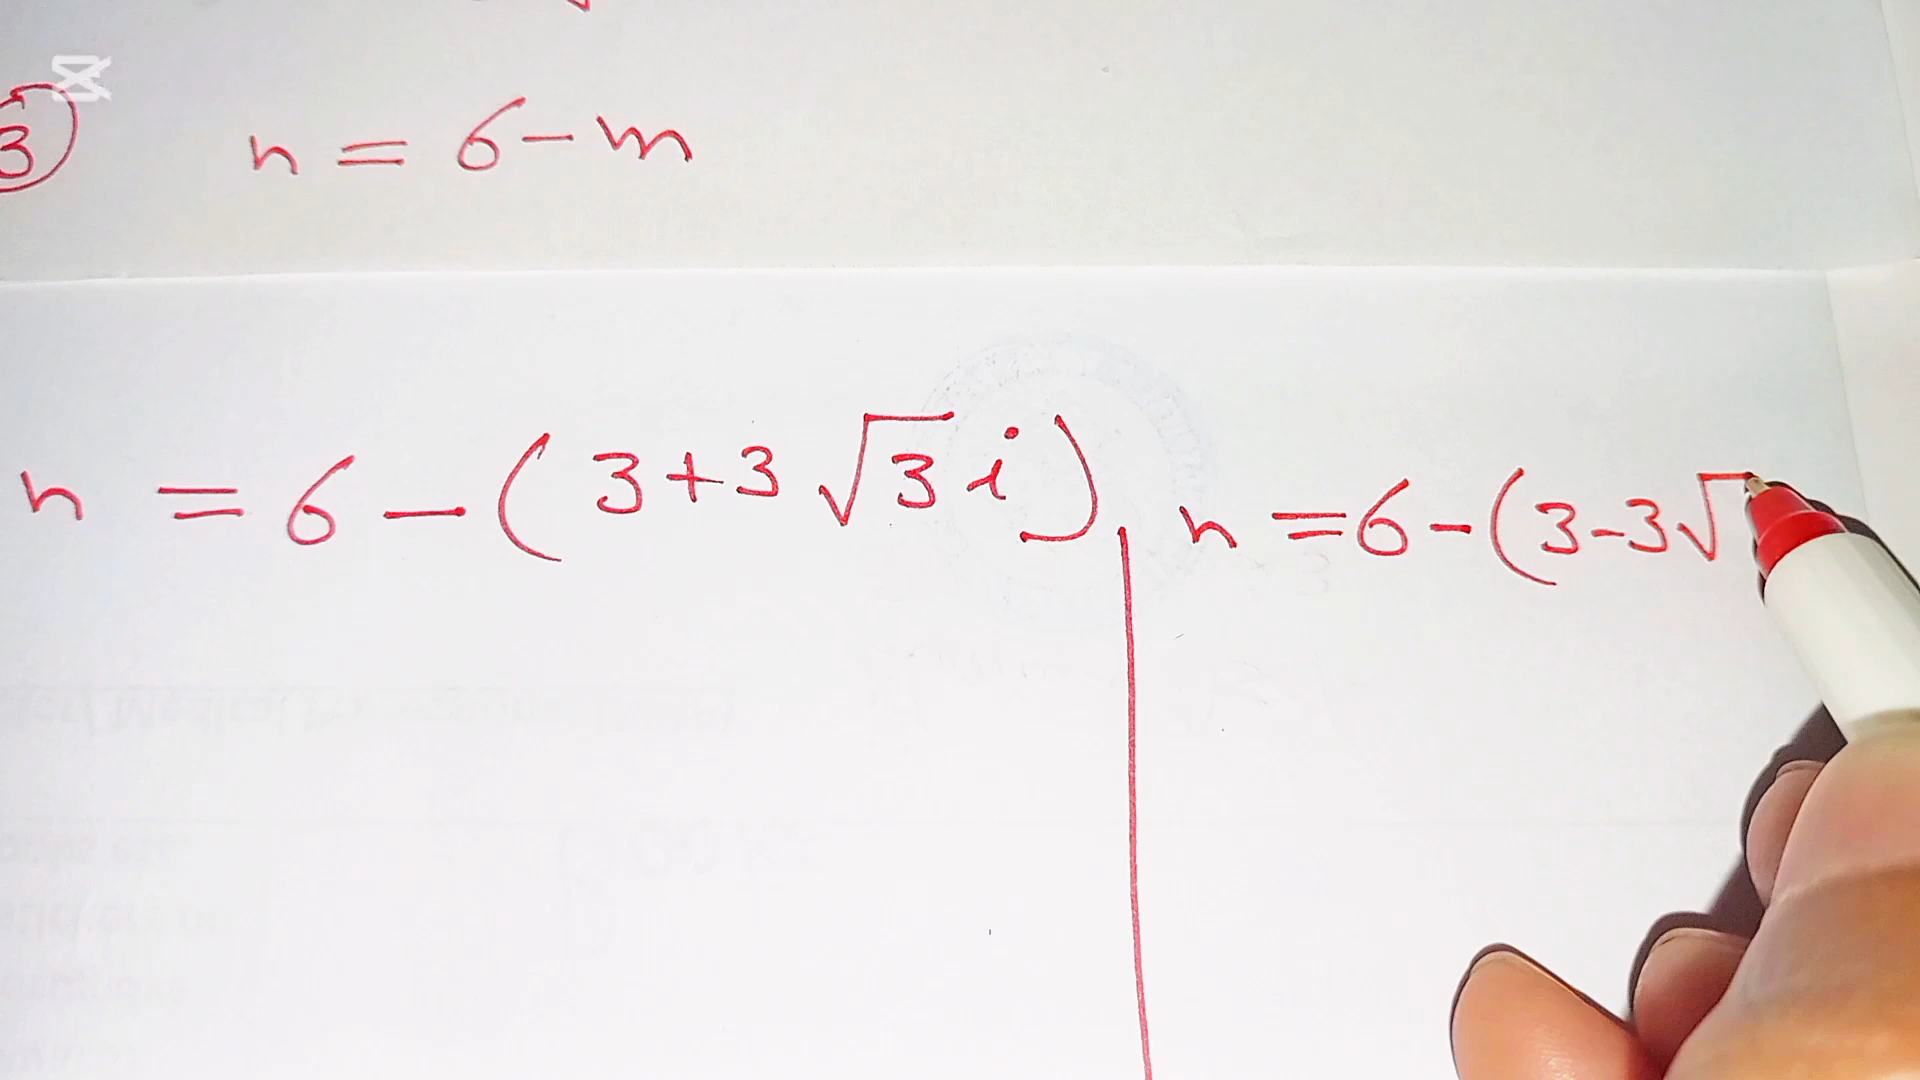 3 n = 6 - m
n = 6 - (3 + 3√3 i), n = 6 - (3 - 3√